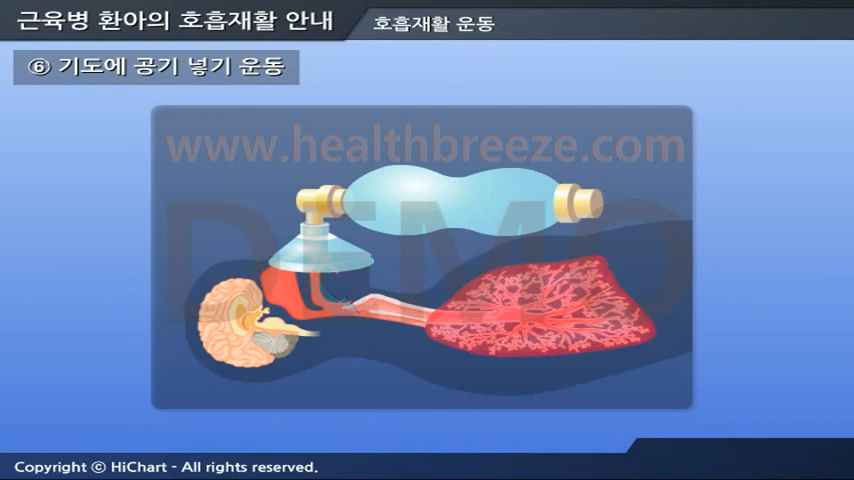 근육병 환아의 호흡재활 안내
호흡재활 운동
⑥ 기도에 공기 넣기 운동
www.healthbreeze.com
DEMO
Copyright ⓒ HiChart - All rights reserved.